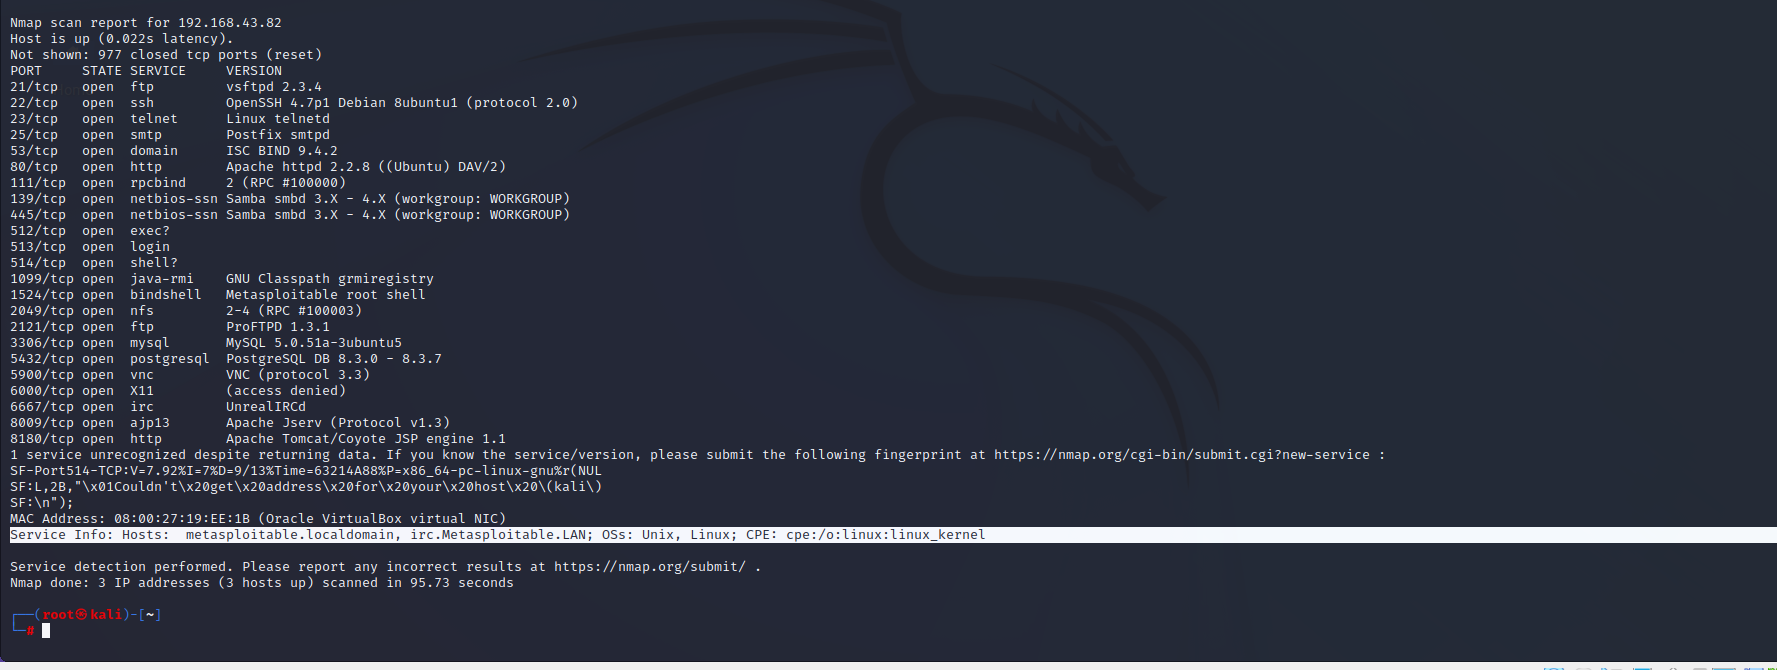 Nmap scan report for 192.168.43.82
Host is up (0.022s latency).
Not shown: 977 closed tcp ports (reset)
PORT     STATE SERVICE     VERSION
21/tcp   open  ftp         vsftpd 2.3.4
22/tcp   open  ssh         OpenSSH 4.7p1 Debian 8ubuntu1 (protocol 2.0)
23/tcp   open  telnet      Linux telnetd
25/tcp   open  smtp        Postfix smtpd
53/tcp   open  domain      ISC BIND 9.4.2
80/tcp   open  http        Apache httpd 2.2.8 ((Ubuntu) DAV/2)
111/tcp  open  rpcbind     2 (RPC #100000)
139/tcp  open  netbios-ssn Samba smbd 3.X - 4.X (workgroup: WORKGROUP)
445/tcp  open  netbios-ssn Samba smbd 3.X - 4.X (workgroup: WORKGROUP)
512/tcp  open  exec?
513/tcp  open  login
514/tcp  open  shell?
1099/tcp open  java-rmi    GNU Classpath grmiregistry
1524/tcp open  bindshell   Metasploitable root shell
2049/tcp open  nfs         2-4 (RPC #100003)
2121/tcp open  ftp         ProFTPD 1.3.1
3306/tcp open  mysql       MySQL 5.0.51a-3ubuntu5
5432/tcp open  postgresql  PostgreSQL DB 8.3.0 - 8.3.7
5900/tcp open  vnc         VNC (protocol 3.3)
6000/tcp open  X11         (access denied)
6667/tcp open  irc         UnrealIRCd
8009/tcp open  ajp13       Apache Jserv (Protocol v1.3)
8180/tcp open  http        Apache Tomcat/Coyote JSP engine 1.1
1 service unrecognized despite returning data. If you know the service/version, please submit the following fingerprint at https://nmap.org/cgi-bin/submit.cgi?new-service :
SF-Port514-TCP:V=7.92%I=7%D=9/13%Time=63214A88%P=x86_64-pc-linux-gnu%r(NUL
SF:L,2B,"\x01Couldn't\x20get\x20address\x20for\x20your\x20host\x20\(kali\)
SF:\n");
MAC Address: 08:00:27:19:EE:1B (Oracle VirtualBox virtual NIC)
Service Info: Hosts:  metasploitable.localdomain, irc.Metasploitable.LAN; OSs: Unix, Linux; CPE: cpe:/o:linux:linux_kernel
Service detection performed. Please report any incorrect results at https://nmap.org/submit/ .
Nmap done: 3 IP addresses (3 hosts up) scanned in 95.73 seconds
┌──(root㉿kali)-[~]
└─#